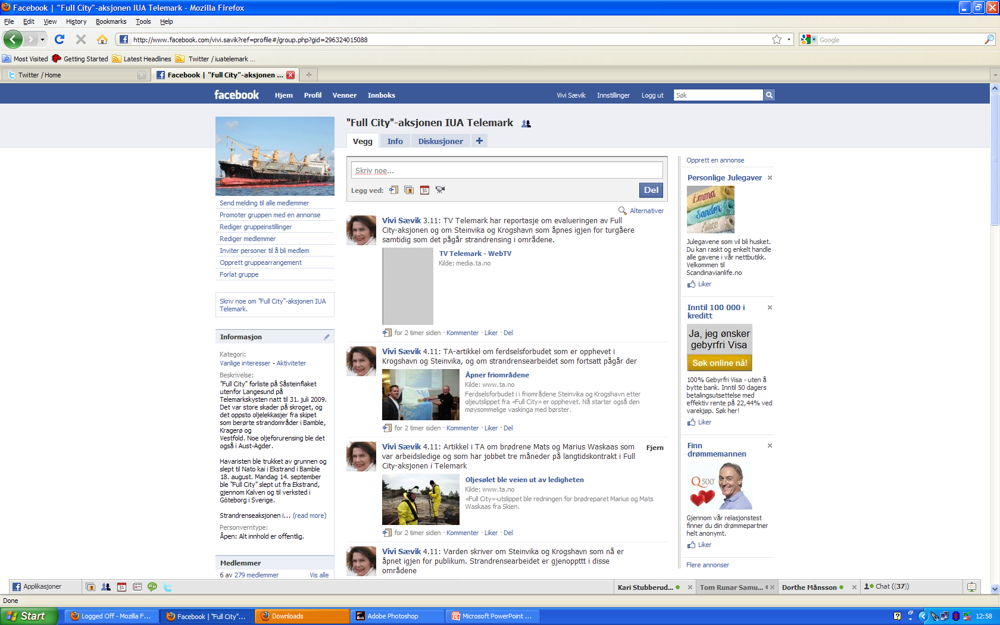 Facebook | "Full City"-aksjonen IUA Telemark - Mozilla Firefox
File Edit View History Bookmarks Tools Help
http://www.facebook.com/vivi.savik?ref=profile#/group.php?gid=296324015088
Google
Most Visited Getting Started Latest Headlines Twitter / iuatelemark ...
Twitter / Home
Facebook | "Full City"-aksjonen ...
facebook Hjem Profil Venner Innboks
Vivi Sævik Innstillinger Logg ut Søk
Send melding til alle medlemmer
Promoter gruppen med en annonse
Rediger gruppeinstillinger
Rediger medlemmer
Inviter personer til å bli medlem
Opprett gruppearrangement
Forlat gruppe
Skriv noe om "Full City"-aksjonen IUA
Telemark.
Informasjon
Kategori:
Vanlige interesser - Aktiviteter
Beskrivelse:
"Full City" forliste på Såsteinflaket
utenfor Langesund på
Telemarkskysten natt til 31. juli 2009.
Det var store skader på skroget, og
det oppsto oljelekkasjer fra skipet
som berørte strandområder i Bamble,
Kragerø og
Vestfold. Noe oljeforurensing ble det
også i Aust-Agder.
Havaristen ble trukket av grunnen og
slept til Nato kai i Ekstrand i Bamble
18. august. Mandag 14. september
ble "Full City" slept ut fra Ekstrand,
gjennom Kalven og til verksted i
Göteborg i Sverige.
Strandrenseaksjonen i... (read more)
Personverntype:
Åpen: Alt innhold er offentlig.
Medlemmer
6 av 279 medlemmer Vis alle
"Full City"-aksjonen IUA Telemark
Vegg Info Diskusjoner +
Skriv noe...
Legg ved: 31 Del
Alternativer
Vivi Sævik 3.11: TV Telemark har reportasje om evalueringen av Full
City-aksjonen og om Steinvika og Krogshavn som åpnes igjen for turgåere
samtidig som det pågår strandrensing i områdene.
TV Telemark - WebTV
Kilde: media.ta.no
for 2 timer siden · Kommenter · Liker · Del
Vivi Sævik 4.11: TA-artikkel om ferdselsforbudet som er opphevet i
Krogshavn og Steinvika, og om strandrensearbeidet som fortsatt pågår der
Åpner friområdene
Kilde: www.ta.no
Ferdselsforbudet i i friområdene Steinvika og Krogshavn etter
oljeutslippet fra «Full City» er opphevet. Nå starter også den
møysommelige vaskinga med børster.
for 2 timer siden · Kommenter · Liker · Del
Vivi Sævik 4.11: Artikkel i TA om brødrene Mats og Marius Waskaas som
var arbeidsledige og som har jobbet tre måneder på langtidskontrakt i Full
City-aksjonen i Telemark
Fjern
Oljesølet ble veien ut av ledigheten
Kilde: www.ta.no
«Full City»-utslippet ble redningen for brødreparet Marius og Mats
Waskaas fra Skien.
for 2 timer siden · Kommenter · Liker · Del
Vivi Sævik 4.11: Varden skriver om Steinvika og Krogshavn som nå er
åpnet igjen for publikum. Strandrensearbeidet er gjenopпttt i disse
områdene
Opprett en annonse
Personlige Julegaver
Emma
Sander
Julegavene som vil bli husket.
Du kan raskt og enkelt handle
alle gavene i vår nettbutikk.
Velkommen til
Scandinavianlife.no
Liker
Inntil 100 000 i
kreditt
Ja, jeg ønsker
gebyrfri Visa
Søk online nå!
100% Gebyrfri Visa - uten å
bytte bank. Inntil 50 dagers
betalingsutsettelse med
effektiv rente på 22,44% ved
varekjøp. Søk her!
Liker
Finn
drømmemannen
Q500
Gjennom vår relasjonstest
finner du din drømmepartner
helt anonymt.
Liker
Flere annonser
Applikasjoner 31
Kari Stubberud... Tom Runar Samu... Dorthe Månsson Chat (37)
Done
Start Logged Off - Mozilla F... Facebook | "Full City"... Downloads Adobe Photoshop Microsoft PowerPoint ... 12:58